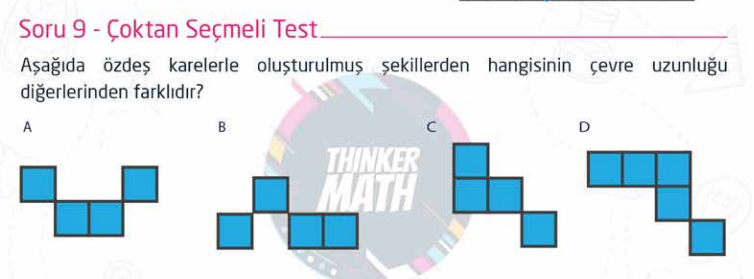 Soru 9 - Çoktan Seçmeli Test
Aşağıda özdeş karelerle oluşturulmuş şekillerden hangisinin çevre uzunluğu
diğerlerinden farklıdır?
A B C D
THINKER
MATH